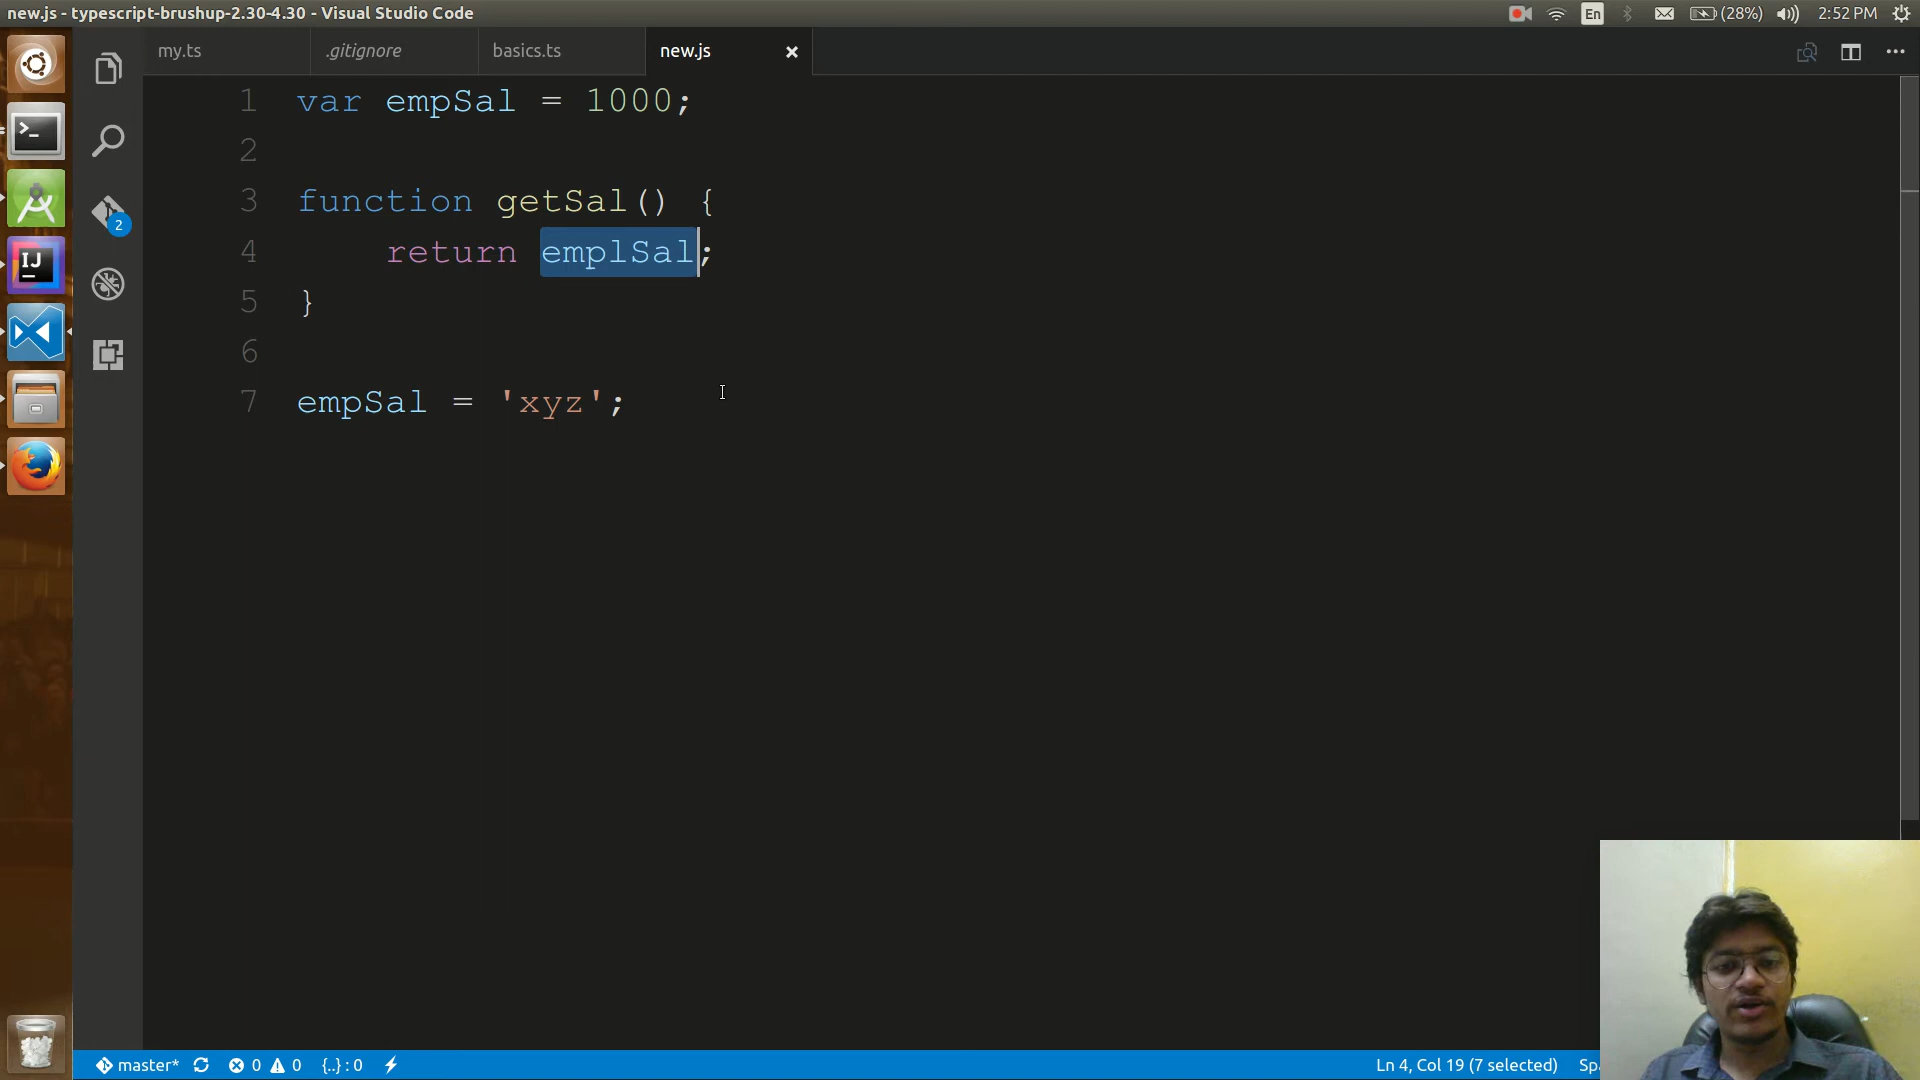 new.js - typescript-brushup-2.30-4.30 - Visual Studio Code
En
(28%)
2:52 PM
my.ts
.gitignore
basics.ts
new.js
1 var empSal = 1000;
2
3 function getSal() {
4 return emplSal;
5 }
6
7 empSal = 'xyz';
2
IJ
master* 0 0 {..} : 0
Ln 4, Col 19 (7 selected)
Spa